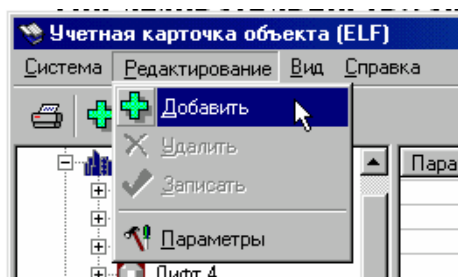 Учетная карточка объекта (ELF)
Система Редактирование Вид Справка
Добавить
Удалить
Пара
Записать
Параметры
Лифт 4